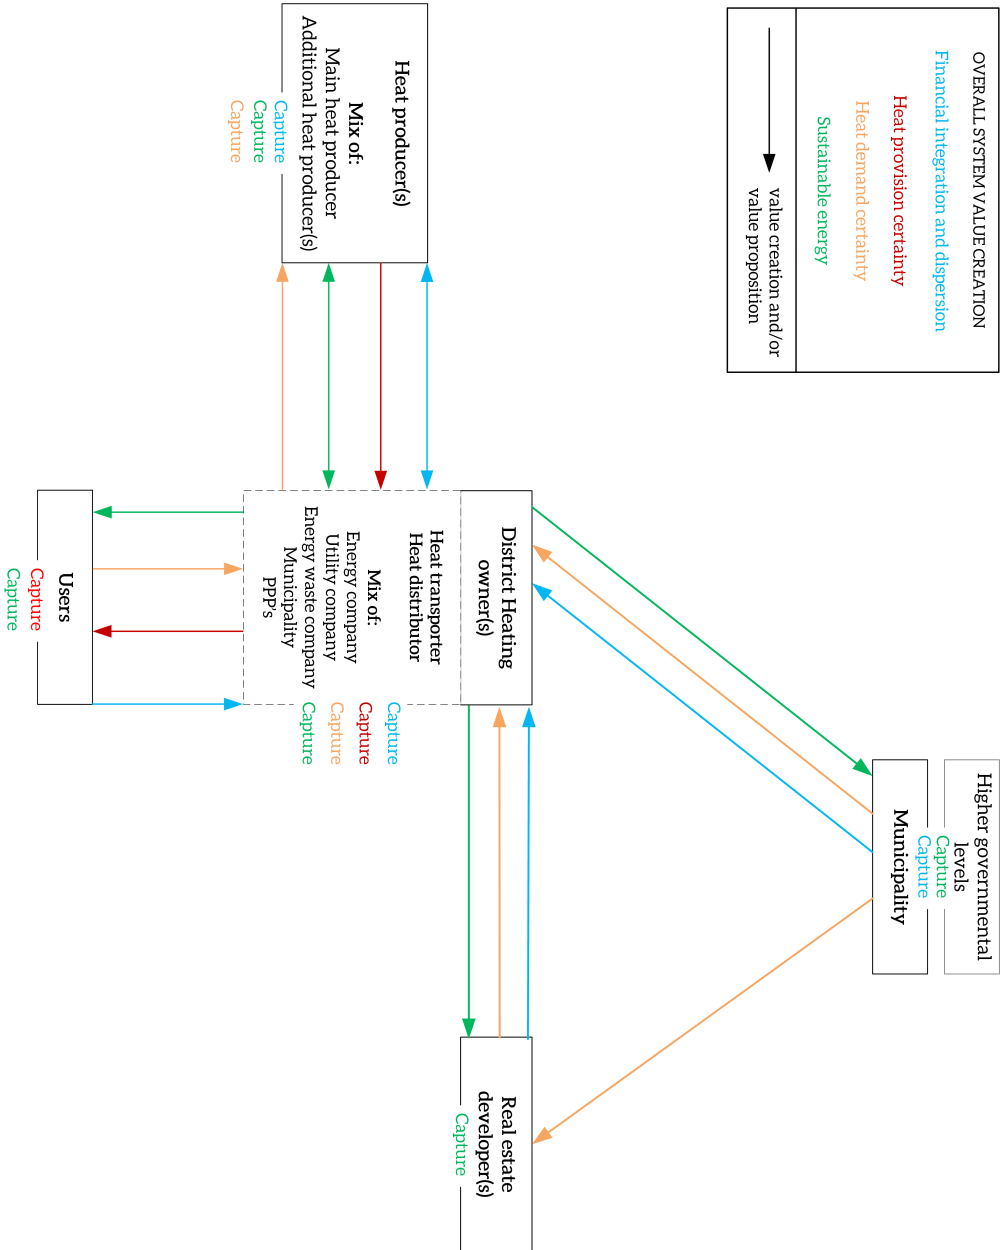 OVERALL SYSTEM VALUE CREATION
Financial integration and dispersion
Heat provision certainty
Heat demand certainty
Sustainable energy
value creation and/or
value proposition
Higher governmental
levels
Capture
Capture
Municipality
Heat producer(s)
Mix of:
Main heat producer
Additional heat producer(s)
Capture
Capture
Capture
District Heating
owner(s)
Heat transporter
Heat distributor
Mix of:
Energy company
Utility company
Energy waste company
Municipality
PPP's
Capture
Capture
Capture
Capture
Real estate
developer(s)
Capture
Users
Capture
Capture